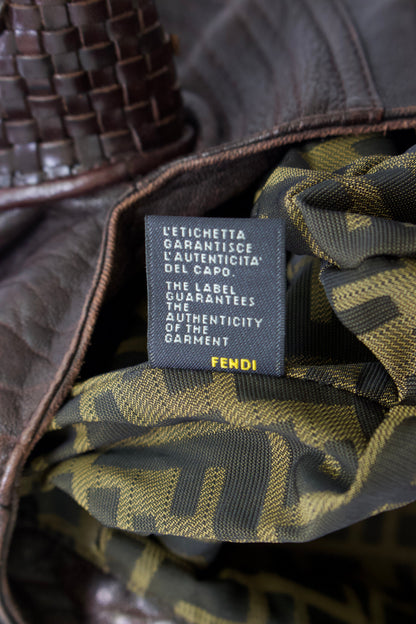 L'ETICHETTA
GARANTISCE
L'AUTENTICITA'
DEL CAPO.
THE LABEL
GUARANTEES
THE
AUTHENTICITY
OF THE
GARMENT
FENDI